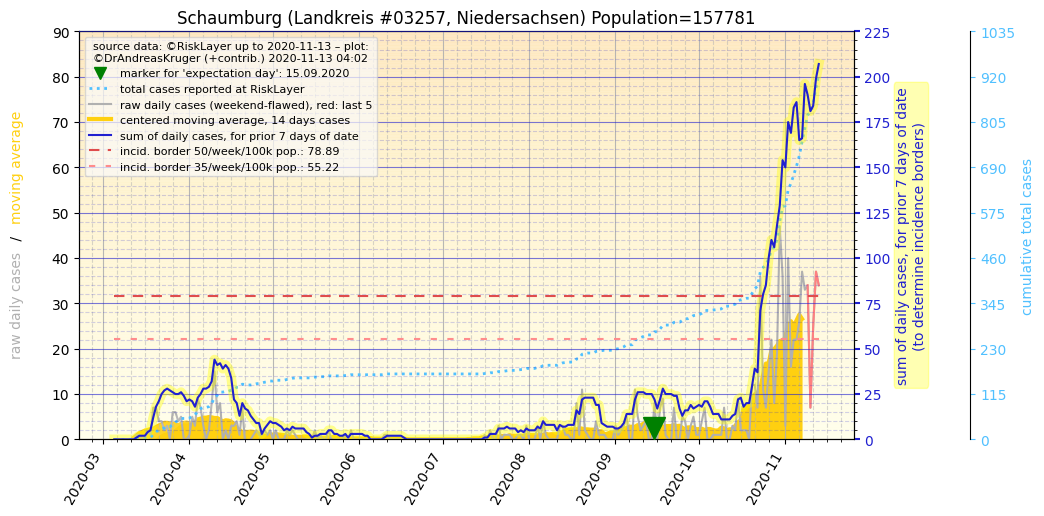 Schaumburg (Landkreis #03257, Niedersachsen) Population=157781
source data: ©RiskLayer up to 2020-11-13 – plot:
©DrAndreasKruger (+contrib.) 2020-11-13 04:02
marker for 'expectation day': 15.09.2020
total cases reported at RiskLayer
raw daily cases (weekend-flawed), red: last 5
centered moving average, 14 days cases
sum of daily cases, for prior 7 days of date
incid. border 50/week/100k pop.: 78.89
incid. border 35/week/100k pop.: 55.22
raw daily cases / moving average
90
80
70
60
50
40
30
20
10
0
2020-03
2020-04
2020-05
2020-06
2020-07
2020-08
2020-09
2020-10
2020-11
225
200
175
150
125
100
75
50
25
0
sum of daily cases, for prior 7 days of date
(to determine incidence borders)
1035
920
805
690
575
460
345
230
115
0
cumulative total cases